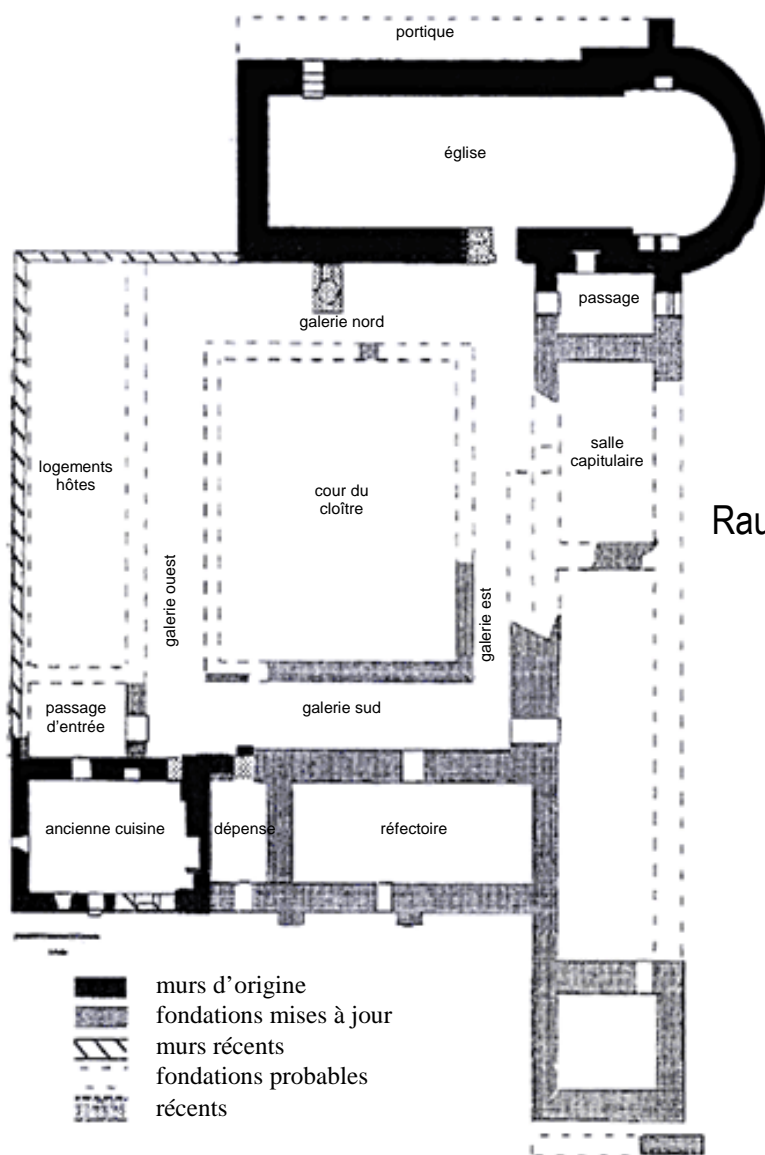 portique
église
passage
galerie nord
logements
hôtes
cour du
cloître
salle
capitulaire
Rau
galerie ouest
galerie est
passage
d'entrée
galerie sud
ancienne cuisine
dépense
réfectoire
murs d’origine
fondations mises à jour
murs récents
fondations probables
récents